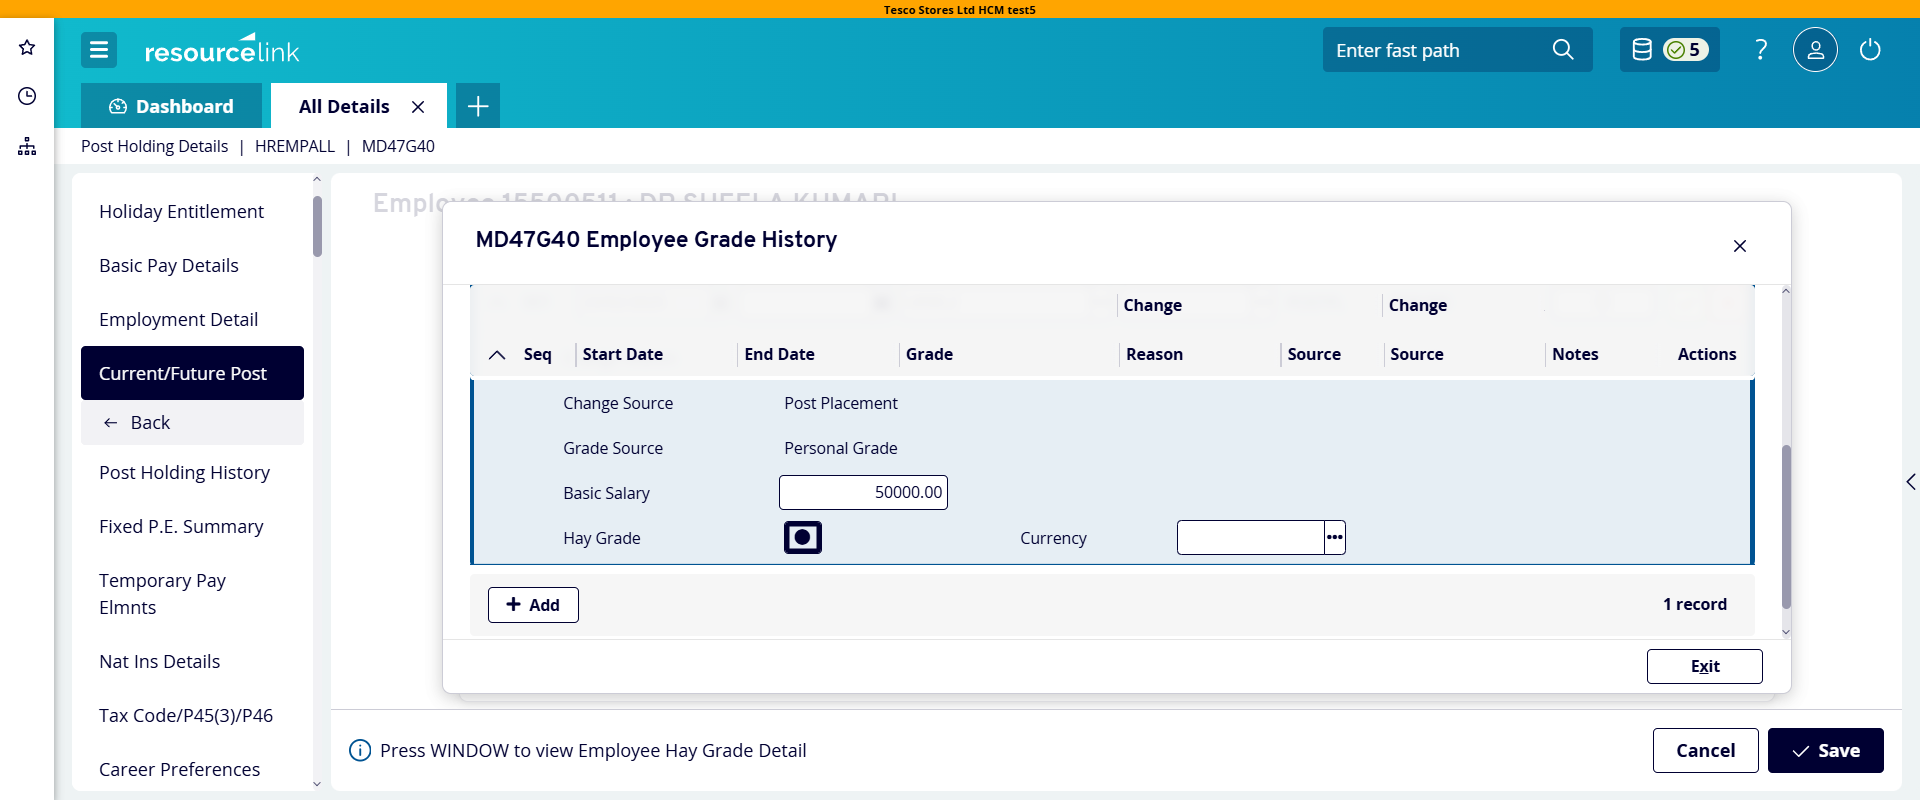 Tesco Stores Ltd HCM test5
resourcelink
Enter fast path
5
?
Dashboard
All Details
Post Holding Details | HREMPALL | MD47G40
Holiday Entitlement
Basic Pay Details
Employment Detail
Current/Future Post
← Back
Post Holding History
Fixed P.E. Summary
Temporary Pay
Elmnts
Nat Ins Details
Tax Code/P45(3)/P46
Career Preferences
Employee 15500511 : DR SHEELA KUMARI
MD47G40 Employee Grade History
Change Change
Seq Start Date End Date Grade Reason Source Source Notes Actions
Change Source Post Placement
Grade Source Personal Grade
Basic Salary 50000.00
Hay Grade Currency
+ Add 1 record
Exit
Press WINDOW to view Employee Hay Grade Detail
Cancel Save